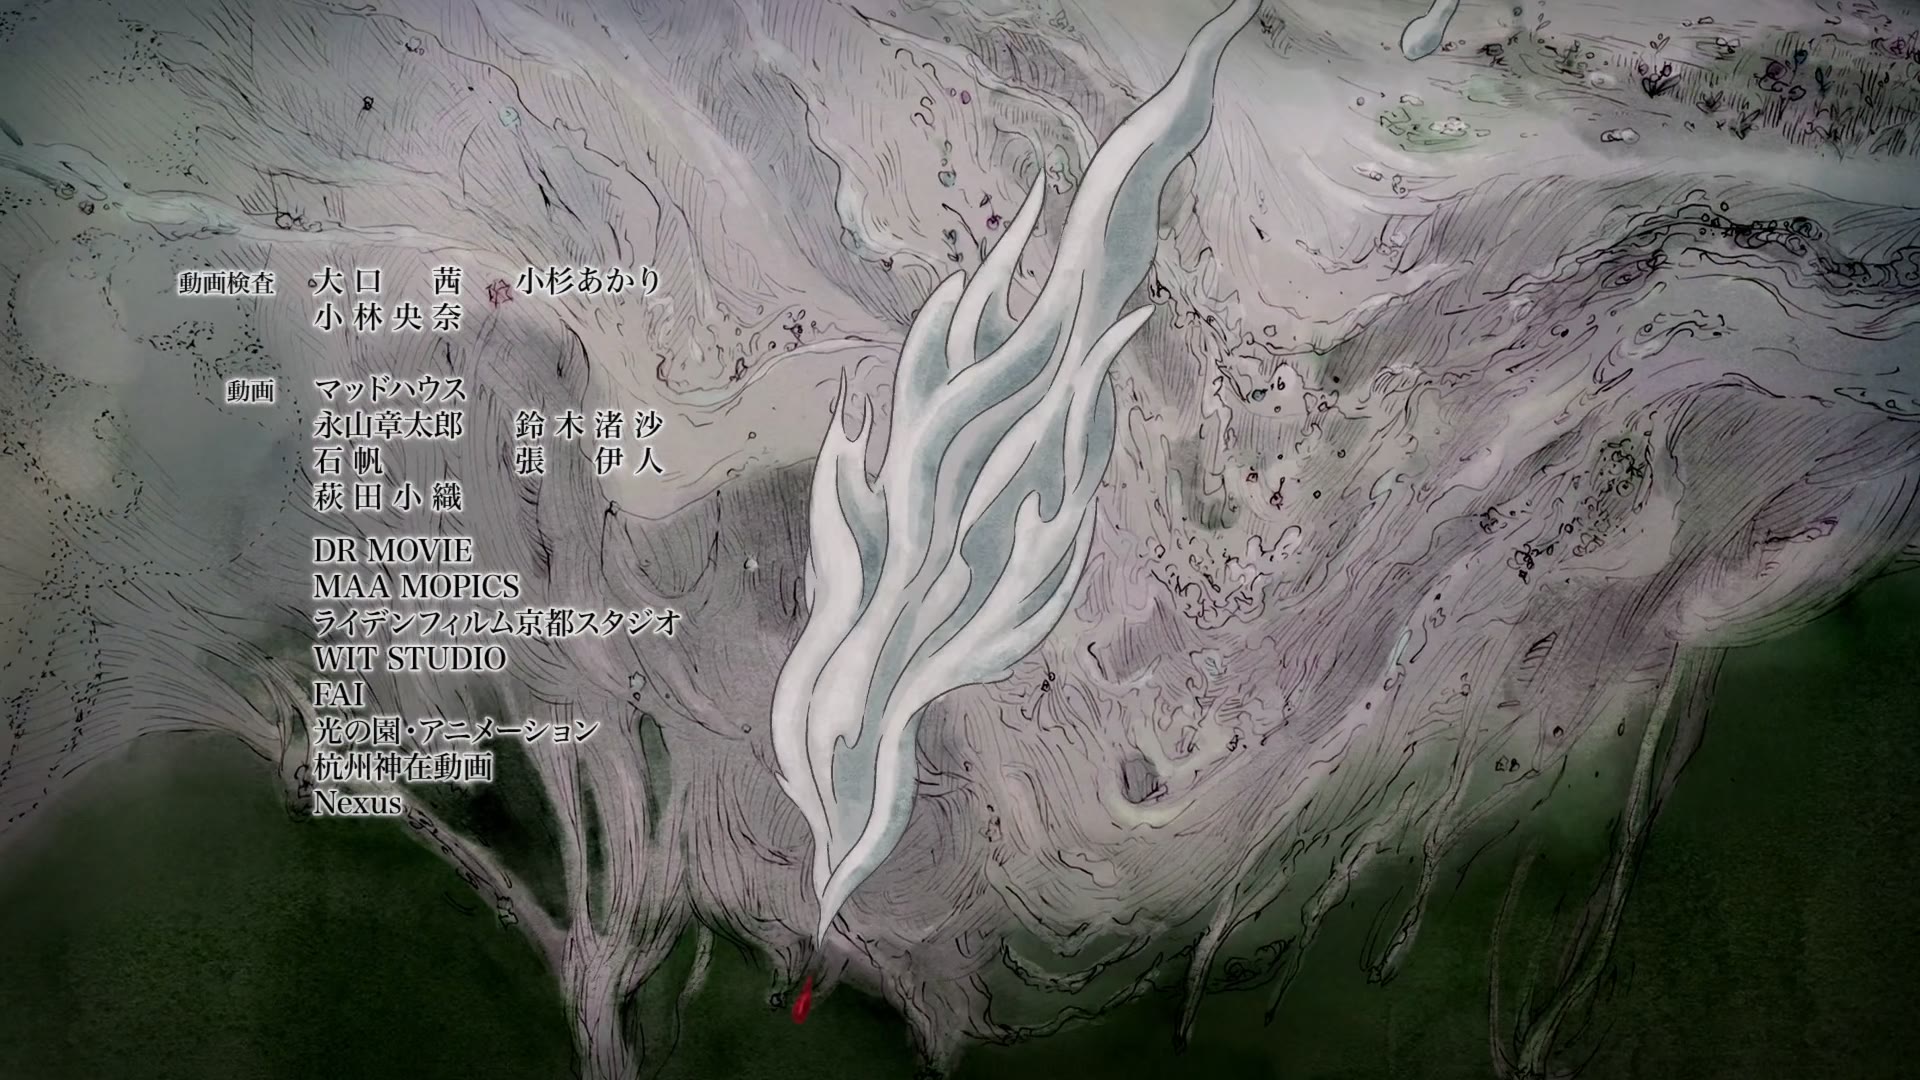 動画検査 大口 茜 小杉あかり
小林央奈
動画 マッドハウス
永山章太郎 鈴木渚沙
石帆 張 伊人
萩田小織
DR MOVIE
MAA MOPICS
ライデンフィルム京都スタジオ
WIT STUDIO
FAI
光の園・アニメーション
杭州神在動画
Nexus